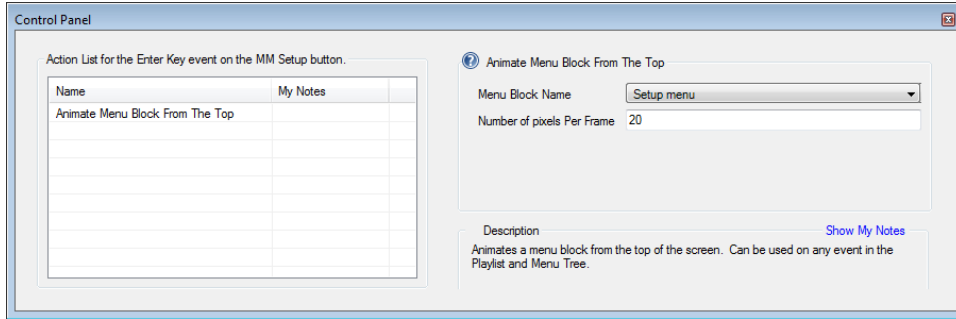 Control Panel
Action List for the Enter Key event on the MM Setup button.
Name My Notes
Animate Menu Block From The Top
Animate Menu Block From The Top
Menu Block Name Setup menu
Number of pixels Per Frame 20
Description Show My Notes
Animates a menu block from the top of the screen. Can be used on any event in the
Playlist and Menu Tree.